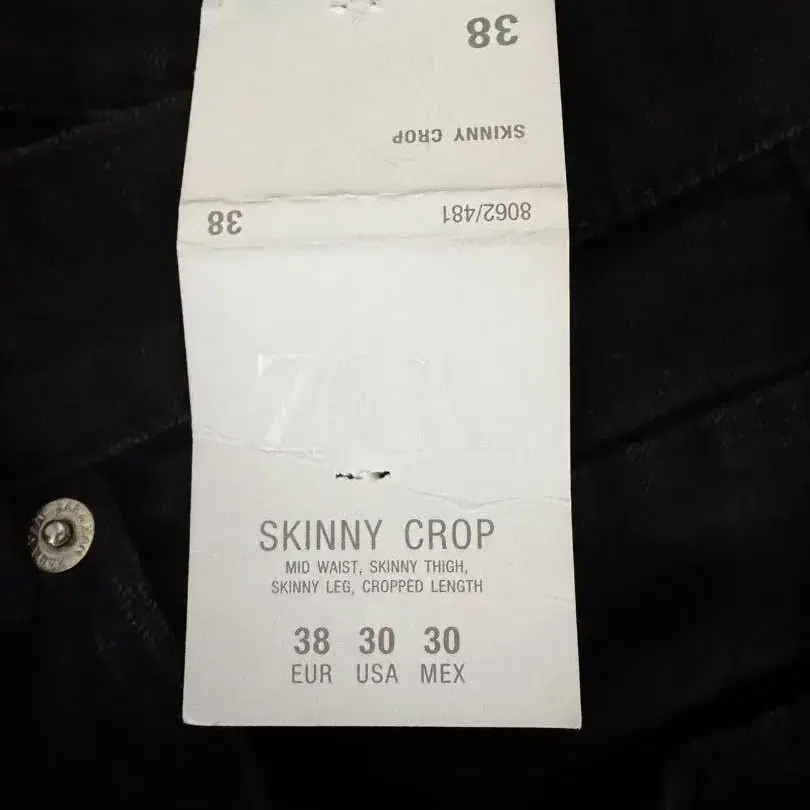 38
SKINNY CROP
8062/481 38
ZARA
SKINNY CROP
MID WAIST, SKINNY THIGH,
SKINNY LEG, CROPPED LENGTH
38 30 30
EUR USA MEX